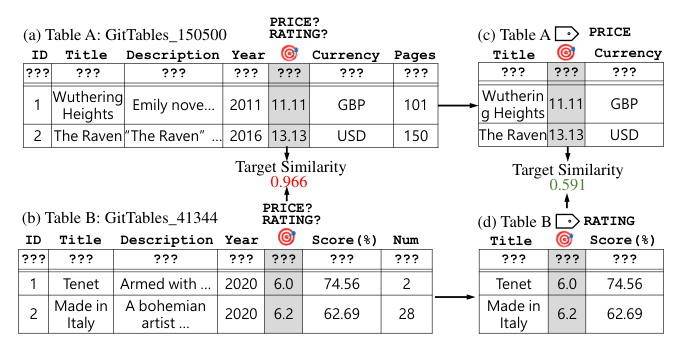 PRICE?
RATING?
(a) Table A: GitTables_150500
ID Title Description Year Currency Pages
??? ??? ??? ??? ??? ??? ???
1 Wuthering Heights Emily nove... 2011 11.11 GBP 101
2 The Raven "The Raven" ... 2016 13.13 USD 150
(c) Table A PRICE
Title Currency
??? ??? ???
Wutherin g Heights 11.11 GBP
The Raven 13.13 USD
Target Similarity
0.966
Target Similarity
0.591
PRICE?
RATING?
(b) Table B: GitTables_41344
ID Title Description Year Score(%) Num
??? ??? ??? ??? ??? ??? ???
1 Tenet Armed with ... 2020 6.0 74.56 2
2 Made in Italy A bohemian artist ... 2020 6.2 62.69 28
(d) Table B RATING
Title Score(%)
??? ??? ???
Tenet 6.0 74.56
Made in Italy 6.2 62.69